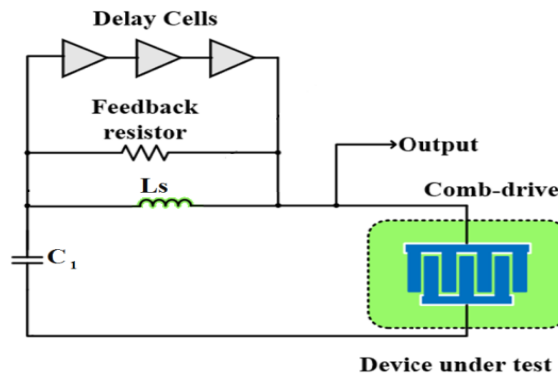 Delay Cells
Feedback
resistor
Ls
Output
Comb-drive
C₁
Device under test